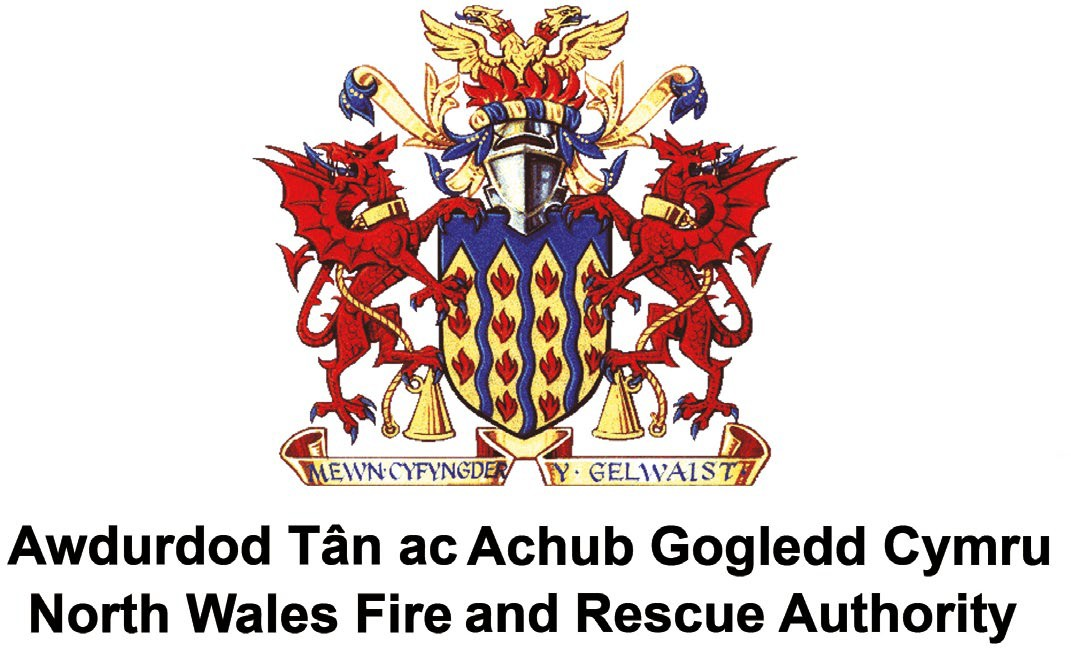 MEWN·CYFYNGDER Y·GELWAIST·
Awdurdod Tân ac Achub Gogledd Cymru
North Wales Fire and Rescue Authority